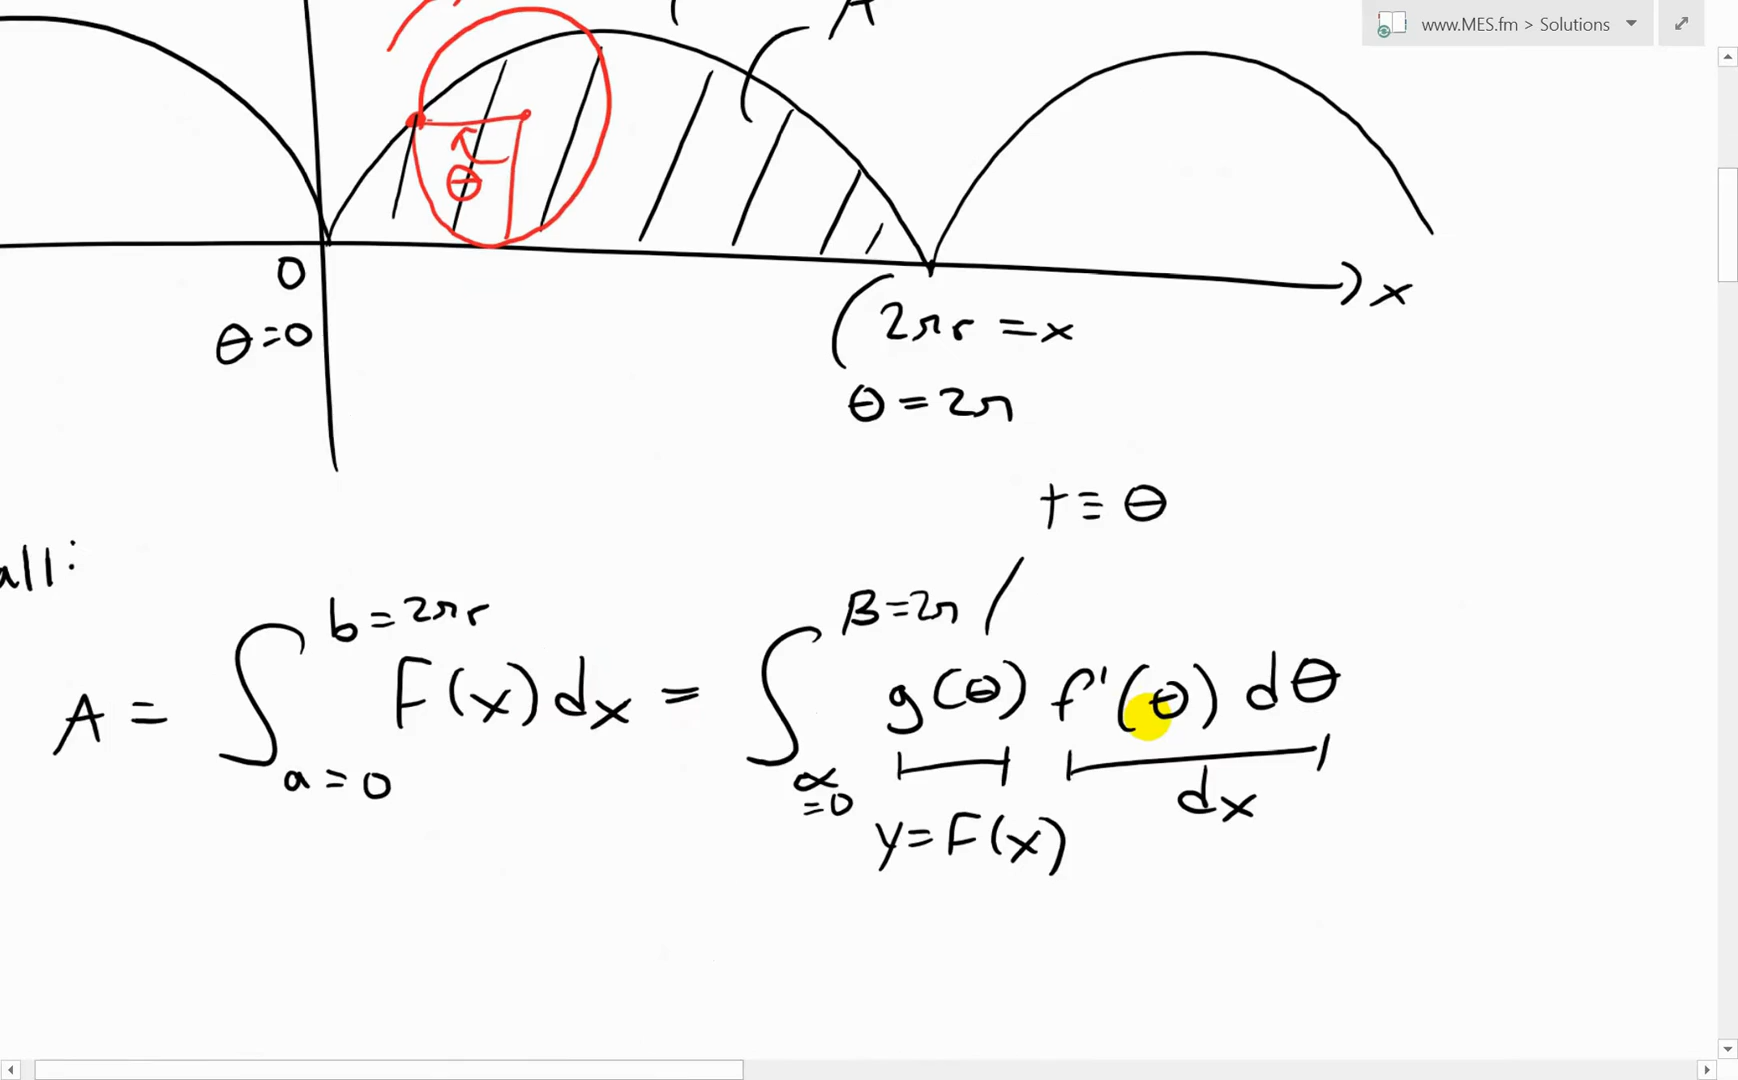 www.MES.fm > Solutions
A
θ
0
x
θ=0
2πr = x
θ = 2π
t ≡ θ
all:
b = 2πr
β=2π
A = ∫ F(x) dx = ∫ g(θ) f'(θ) dθ
a = 0
α
=0
dx
y = F(x)